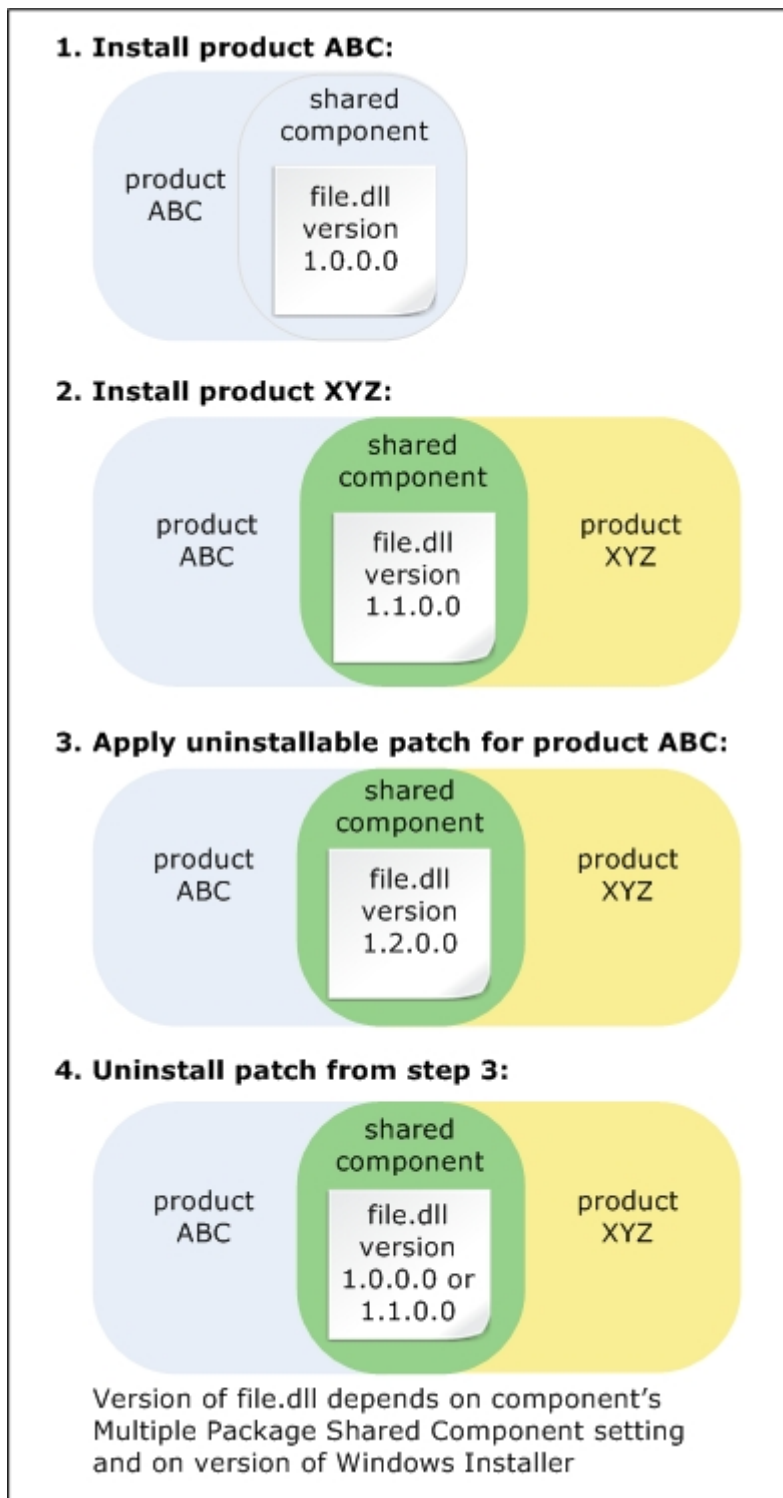 1. Install product ABC:
shared
component
product
ABC
file.dll
version
1.0.0.0
2. Install product XYZ:
shared
component
product
ABC
file.dll
version
1.1.0.0
product
XYZ
3. Apply uninstallable patch for product ABC:
shared
component
product
ABC
file.dll
version
1.2.0.0
product
XYZ
4. Uninstall patch from step 3:
shared
component
product
ABC
file.dll
version
1.0.0.0 or
1.1.0.0
product
XYZ
Version of file.dll depends on component's
Multiple Package Shared Component setting
and on version of Windows Installer